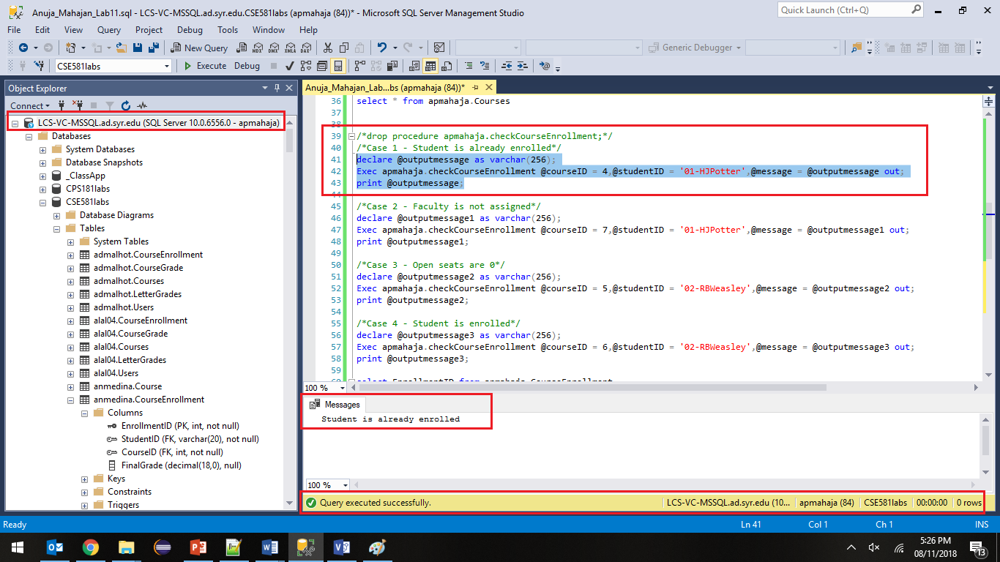 Anuja_Mahajan_Lab11.sql - LCS-VC-MSSQL.ad.syr.edu.CSE581labs (apmahaja (84))* - Microsoft SQL Server Management Studio
Quick Launch (Ctrl+Q)
File Edit View Query Project Debug Tools Window Help
New Query MDX DMX XMLA DAX Generic Debugger
CSE581labs Execute Debug
Object Explorer
Connect
LCS-VC-MSSQL.ad.syr.edu (SQL Server 10.0.6556.0 - apmahaja)
Databases
System Databases
Database Snapshots
_ClassApp
CPS181labs
CSE581labs
Database Diagrams
Tables
System Tables
admalhot.CourseEnrollment
admalhot.CourseGrade
admalhot.Courses
admalhot.LetterGrades
admalhot.Users
alal04.CourseEnrollment
alal04.CourseGrade
alal04.Courses
alal04.LetterGrades
alal04.Users
anmedina.Course
anmedina.CourseEnrollment
Columns
EnrollmentID (PK, int, not null)
StudentID (FK, varchar(20), not null)
CourseID (FK, int, not null)
FinalGrade (decimal(18,0), null)
Keys
Constraints
Triggers
Anuja_Mahajan_Lab...bs (apmahaja (84))*
36 select * from apmahaja.Courses
37
38
39 /*drop procedure apmahaja.checkCourseEnrollment;*/
40 /*Case 1 - Student is already enrolled*/
41 declare @outputmessage as varchar(256);
42 Exec apmahaja.checkCourseEnrollment @courseID = 4,@studentID = '01-HJPotter',@message = @outputmessage out;
43 print @outputmessage;
44
45 /*Case 2 - Faculty is not assigned*/
46 declare @outputmessage1 as varchar(256);
47 Exec apmahaja.checkCourseEnrollment @courseID = 7,@studentID = '01-HJPotter',@message = @outputmessage1 out;
48 print @outputmessage1;
49
50 /*Case 3 - Open seats are 0*/
51 declare @outputmessage2 as varchar(256);
52 Exec apmahaja.checkCourseEnrollment @courseID = 5,@studentID = '02-RBWeasley',@message = @outputmessage2 out;
53 print @outputmessage2;
54
55 /*Case 4 - Student is enrolled*/
56 declare @outputmessage3 as varchar(256);
57 Exec apmahaja.checkCourseEnrollment @courseID = 6,@studentID = '02-RBWeasley',@message = @outputmessage3 out;
58 print @outputmessage3;
59
60 select EnrollmentID from apmahaja.CourseEnrollment
100 %
Messages
Student is already enrolled
100 %
Query executed successfully. LCS-VC-MSSQL.ad.syr.edu (10... apmahaja (84) CSE581labs 00:00:00 0 rows
Ready Ln 41 Col 1 Ch 1 INS
5:26 PM
08/11/2018
13